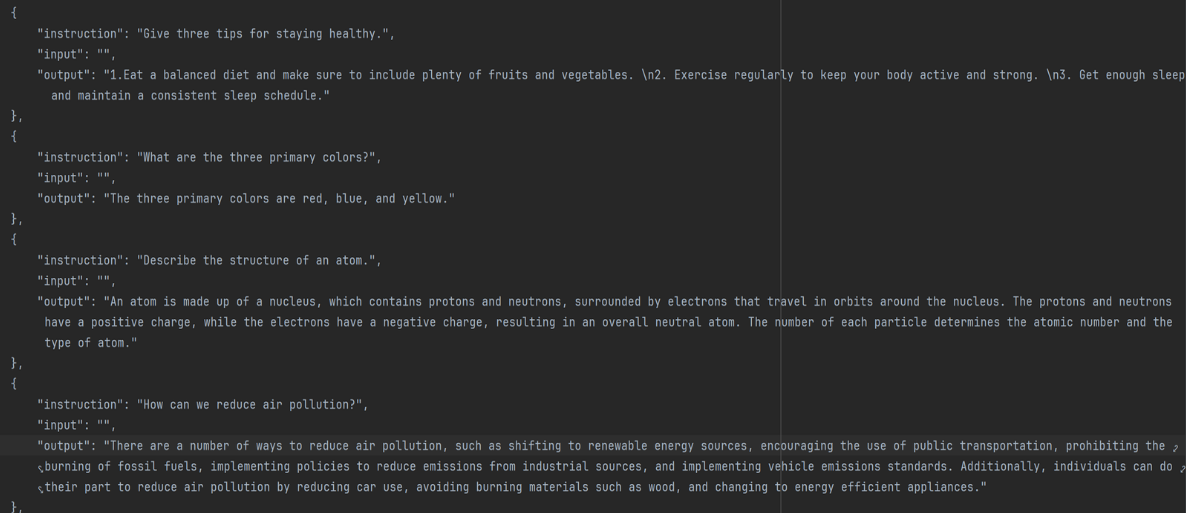 {
"instruction": "Give three tips for staying healthy.",
"input": "",
"output": "1.Eat a balanced diet and make sure to include plenty of fruits and vegetables. \n2. Exercise regularly to keep your body active and strong. \n3. Get enough sleep
and maintain a consistent sleep schedule."
},
{
"instruction": "What are the three primary colors?",
"input": "",
"output": "The three primary colors are red, blue, and yellow."
},
{
"instruction": "Describe the structure of an atom.",
"input": "",
"output": "An atom is made up of a nucleus, which contains protons and neutrons, surrounded by electrons that travel in orbits around the nucleus. The protons and neutrons
have a positive charge, while the electrons have a negative charge, resulting in an overall neutral atom. The number of each particle determines the atomic number and the
type of atom."
},
{
"instruction": "How can we reduce air pollution?",
"input": "",
"output": "There are a number of ways to reduce air pollution, such as shifting to renewable energy sources, encouraging the use of public transportation, prohibiting the
burning of fossil fuels, implementing policies to reduce emissions from industrial sources, and implementing vehicle emissions standards. Additionally, individuals can do
their part to reduce air pollution by reducing car use, avoiding burning materials such as wood, and changing to energy efficient appliances."
},